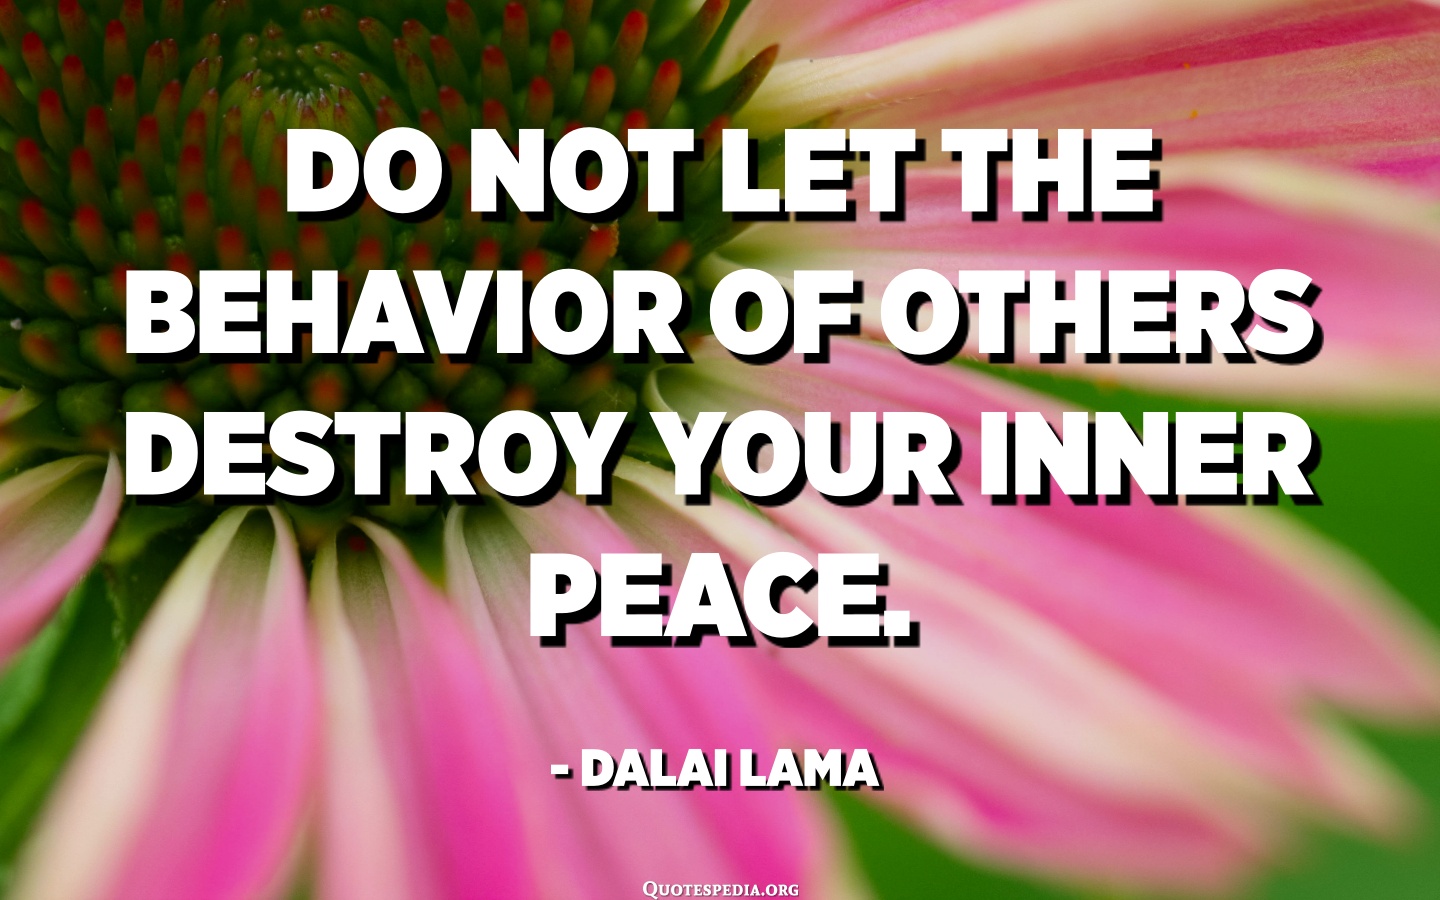 DO NOT LET THE
BEHAVIOR OF OTHERS
DESTROY YOUR INNER
PEACE.
- DALAI LAMA
QUOTESPEDIA.ORG